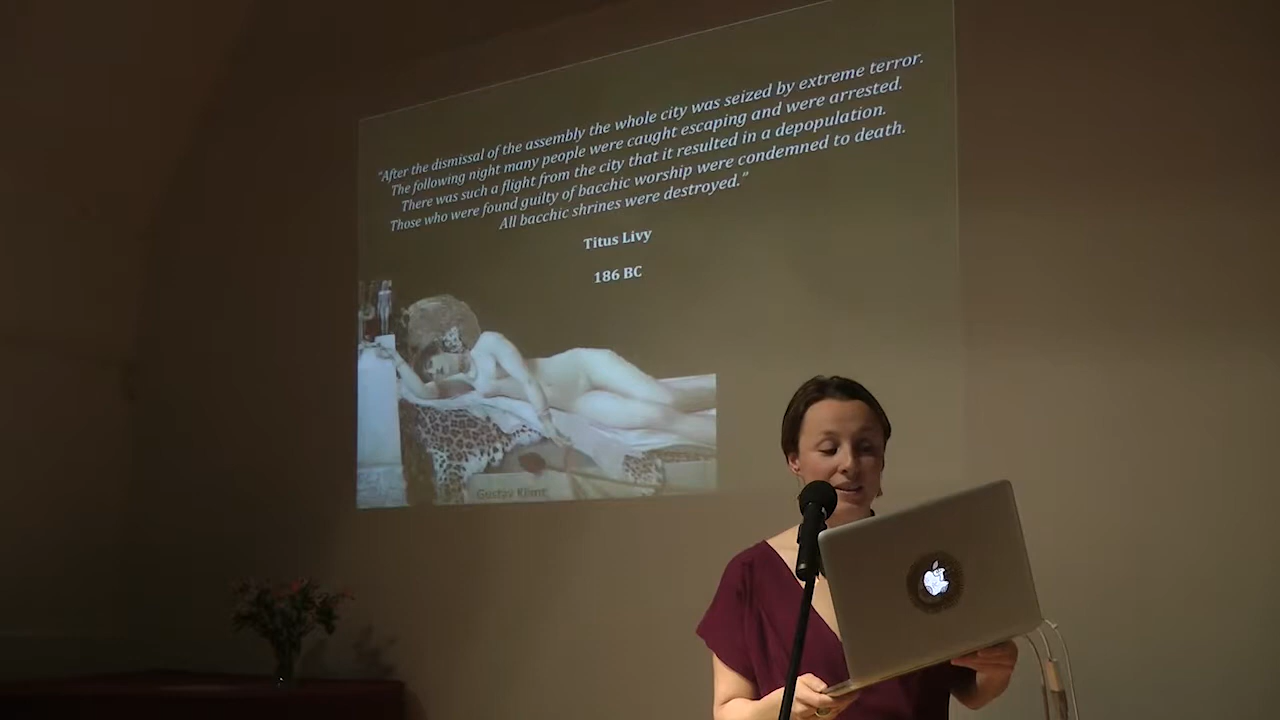 "After the dismissal of the assembly the whole city was seized by extreme terror.
The following night many people were caught escaping and were arrested.
There was such a flight from the city that it resulted in a depopulation.
Those who were found guilty of bacchic worship were condemned to death.
All bacchic shrines were destroyed."
Titus Livy
186 BC
Gustav Klimt